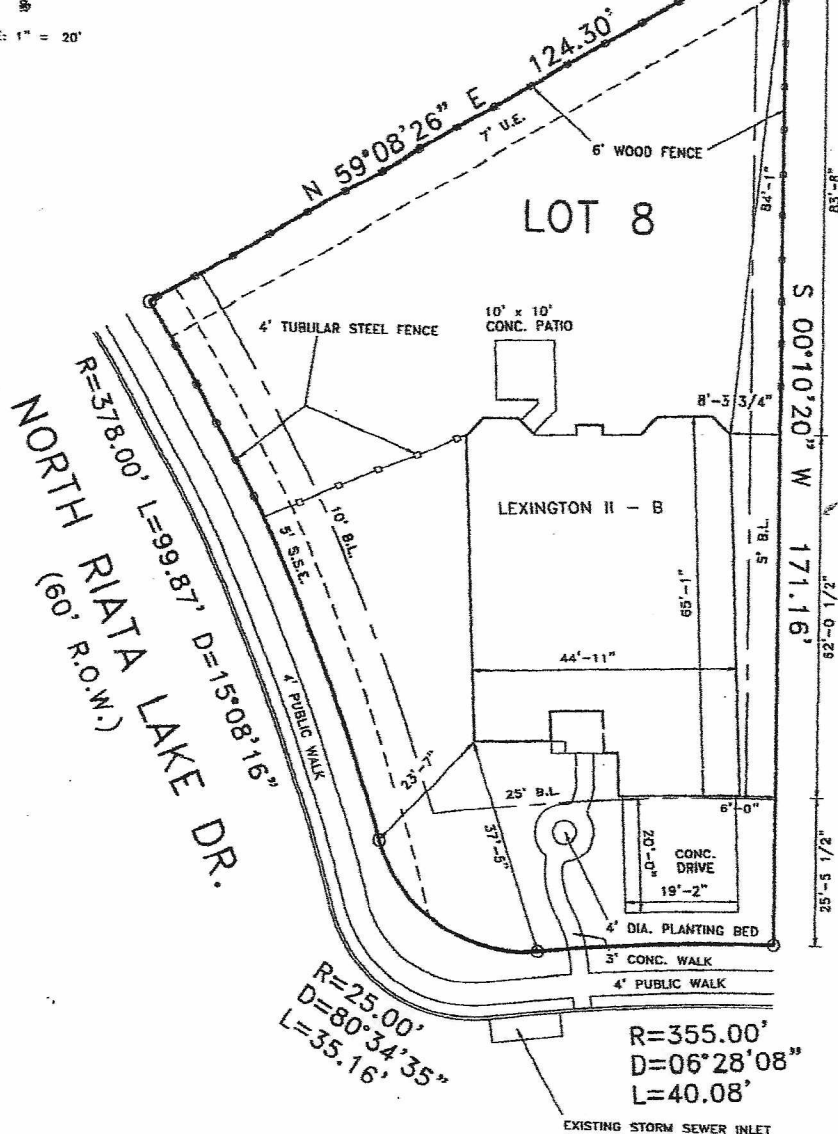 : 1" = 20'
N 59°08'26" E 124.30'
7' U.E.
6' WOOD FENCE
84'-1"
83'-8"
LOT 8
S 00°10'20" W 171.16'
4' TUBULAR STEEL FENCE
10' x 10'
CONC. PATIO
8'-3 3/4"
R=378.00' L=99.87' D=15°08'16"
NORTH RIATA LAKE DR.
(60' R.O.W.)
LEXINGTON II - B
10' B.L.
5' S.S.E.
5' B.L.
65'-1"
62'-0 1/2"
44'-11"
4' PUBLIC WALK
23'-7"
25' B.L.
6'-0"
37'-5"
20'-0"
CONC.
DRIVE
19'-2"
25'-5 1/2"
4' DIA. PLANTING BED
3' CONC. WALK
4' PUBLIC WALK
R=25.00'
D=80°34'35"
L=35.16'
R=355.00'
D=06°28'08"
L=40.08'
EXISTING STORM SEWER INLET